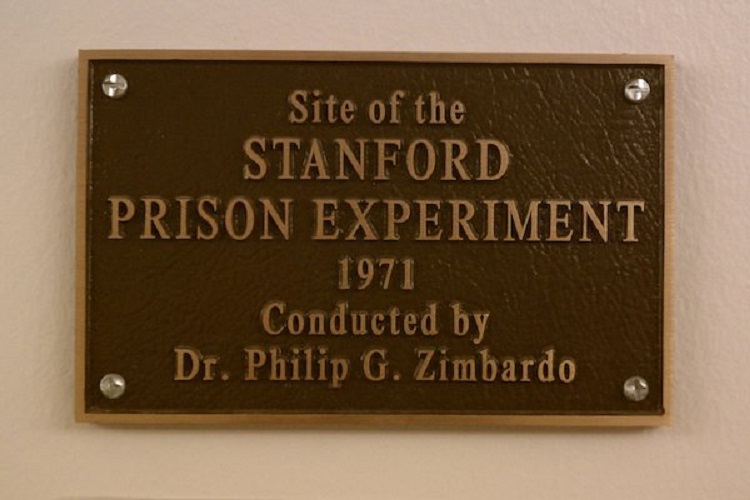 Site of the
STANFORD
PRISON EXPERIMENT
1971
Conducted by
Dr. Philip G. Zimbardo